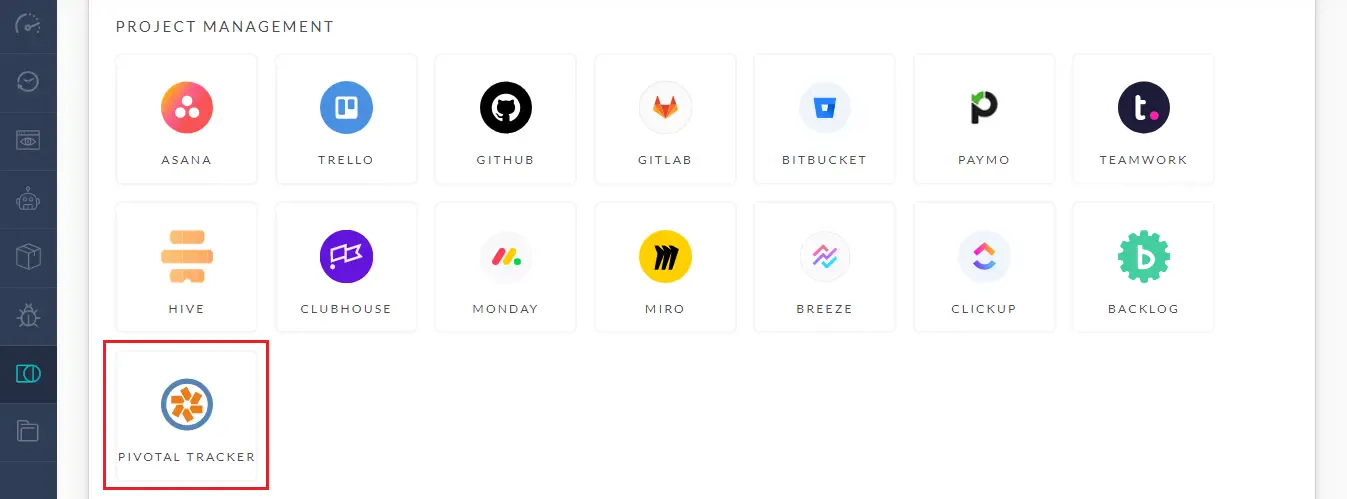 PROJECT MANAGEMENT
ASANA TRELLO GITHUB GITLAB BITBUCKET PAYMO TEAMWORK
HIVE CLUBHOUSE MONDAY MIRO BREEZE CLICKUP BACKLOG
PIVOTAL TRACKER